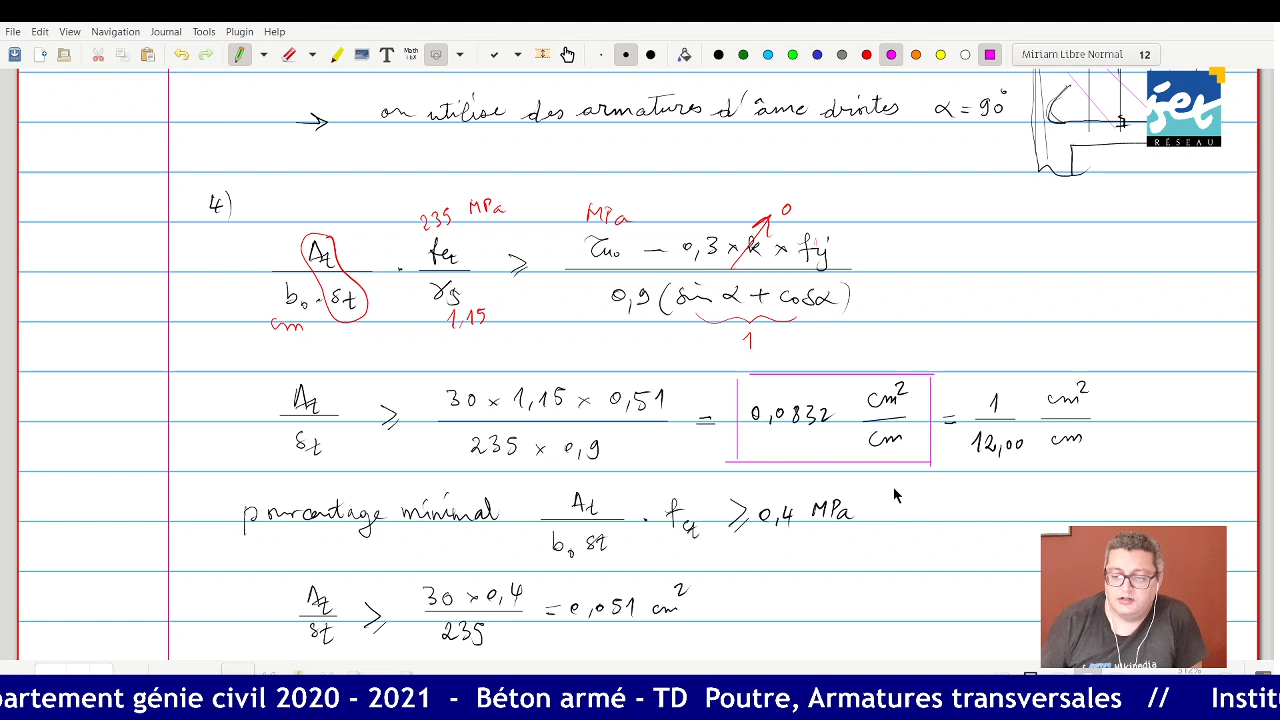 File Edit View Navigation Journal Tools Plugin Help
Miriam Libre Normal 12
→ on utilise des armatures d'âme droites α = 90°
iset
RÉSEAU
4)
235 MPa MPa 0
At / b0 . st . fet / γs ≥ τu0 - 0,3 × k × ftj / 0,9 (sin α + cos α)
cm 1,15 1
At / st ≥ 30 × 1,15 × 0,51 / 235 × 0,9 = 0,0832 cm² / cm = 1 / 12,00 cm² / cm
pourcentage minimal At / b0 st . fet ≥ 0,4 MPa
At / st ≥ 30 × 0,4 / 235 = 0,051 cm²
Wikipedia
partement génie civil 2020 - 2021 - Béton armé - TD Poutre, Armatures transversales // Instit